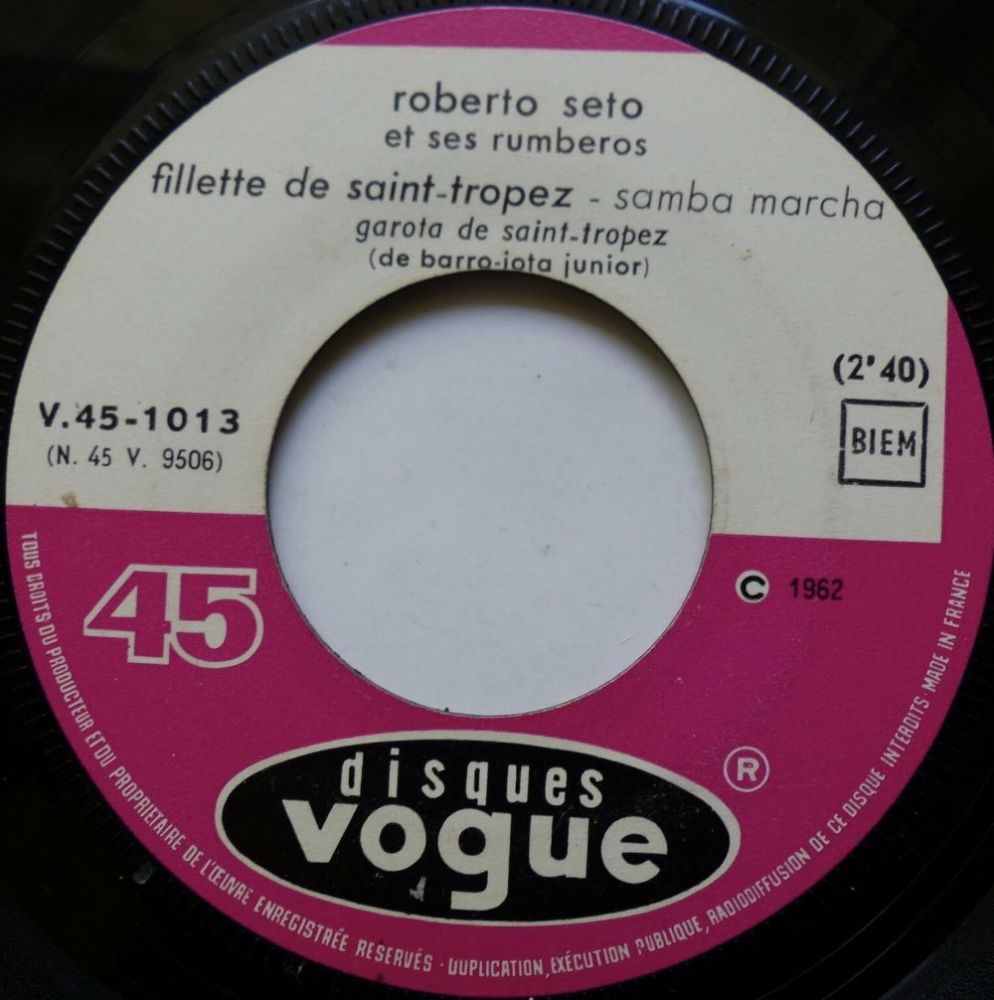 roberto seto
et ses rumberos
fillette de saint-tropez - samba marcha
garota de saint-tropez
(de barro-jota junior)
(2'40)
BIEM
V.45-1013
(N. 45 V. 9506)
45
C 1962
disques
vogue
R
TOUS DROITS DU PRODUCTEUR ET DU PROPRIETAIRE DE L'ŒUVRE ENREGISTRÉE RESERVÉS · DUPLICATION, EXÉCUTION PUBLIQUE, RADIODIFFUSION DE CE DISQUE INTERDITS · MADE IN FRANCE